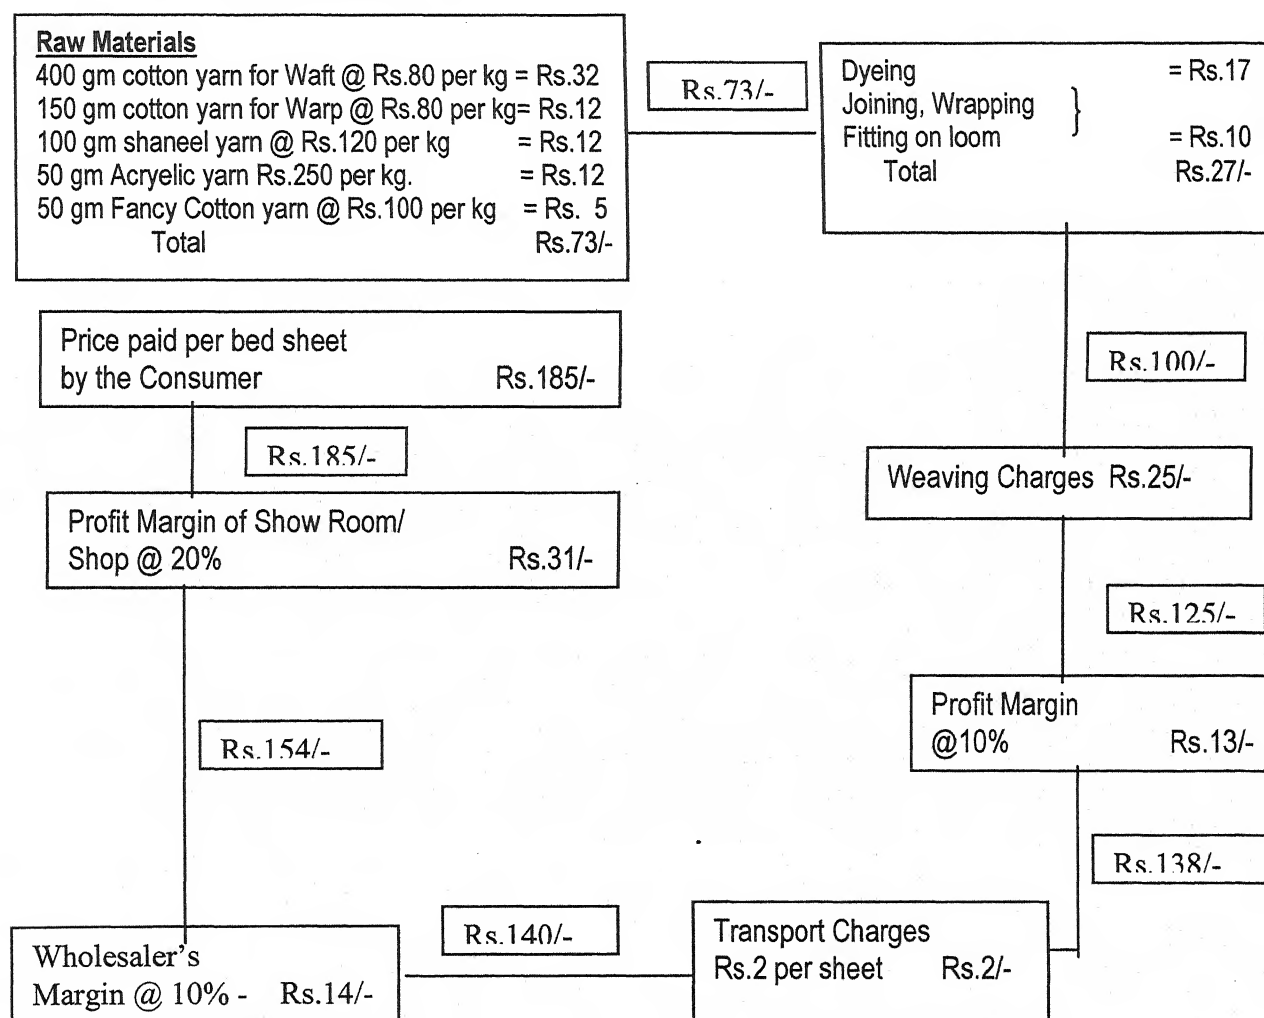 Raw Materials
400 gm cotton yarn for Waft @ Rs.80 per kg = Rs.32
150 gm cotton yarn for Warp @ Rs.80 per kg= Rs.12
100 gm shaneel yarn @ Rs.120 per kg = Rs.12
50 gm Acryelic yarn Rs.250 per kg. = Rs.12
50 gm Fancy Cotton yarn @ Rs.100 per kg = Rs. 5
Total Rs.73/-
Rs.73/-
Dyeing = Rs.17
Joining, Wrapping
Fitting on loom = Rs.10
Total Rs.27/-
Rs.100/-
Weaving Charges Rs.25/-
Rs.125/-
Profit Margin
@10% Rs.13/-
Rs.138/-
Transport Charges
Rs.2 per sheet Rs.2/-
Rs.140/-
Wholesaler's
Margin @ 10% - Rs.14/-
Rs.154/-
Profit Margin of Show Room/
Shop @ 20% Rs.31/-
Rs.185/-
Price paid per bed sheet
by the Consumer Rs.185/-